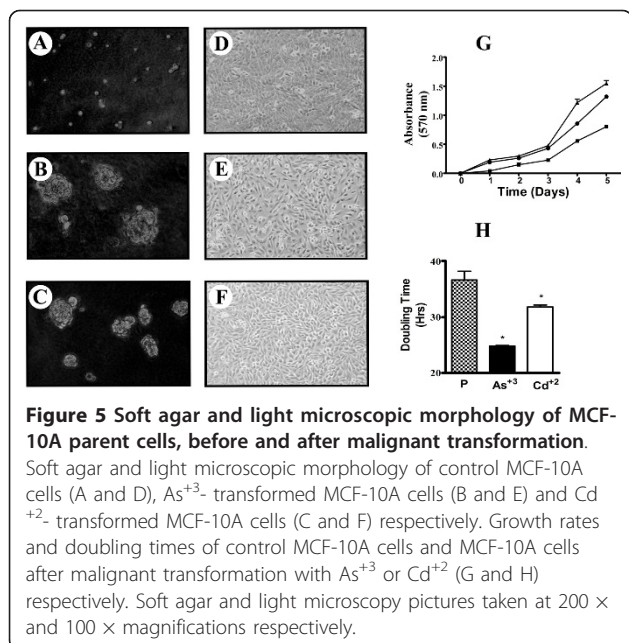 A
D
G
1.5
1.0
0.5
0.0
Absorbance
(570 nm)
0 1 2 3 4 5
Time (Days)
B
E
H
40
30
20
Doubling Time
(Hrs)
*
*
P As+3 Cd+2
C
F
Figure 5 Soft agar and light microscopic morphology of MCF-
10A parent cells, before and after malignant transformation.
Soft agar and light microscopic morphology of control MCF-10A
cells (A and D), As+3- transformed MCF-10A cells (B and E) and Cd
+2- transformed MCF-10A cells (C and F) respectively. Growth rates
and doubling times of control MCF-10A cells and MCF-10A cells
after malignant transformation with As+3 or Cd+2 (G and H)
respectively. Soft agar and light microscopy pictures taken at 200 ×
and 100 × magnifications respectively.